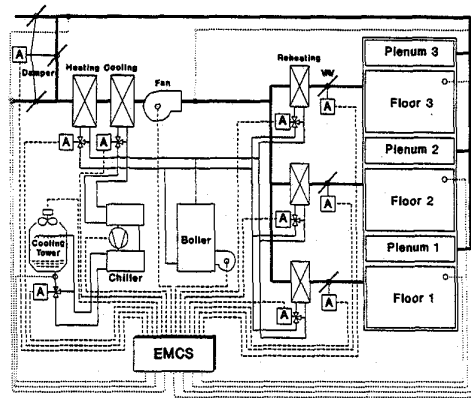 Plenum 3
Heating Cooling
Fan
Reheating
VAV
A
Damper
Floor 3
A
A
A
A
A
Plenum 2
Floor 2
A
A
Cooling
Tower
Boiler
Chiller
Plenum 1
A
Floor 1
A
A
EMCS